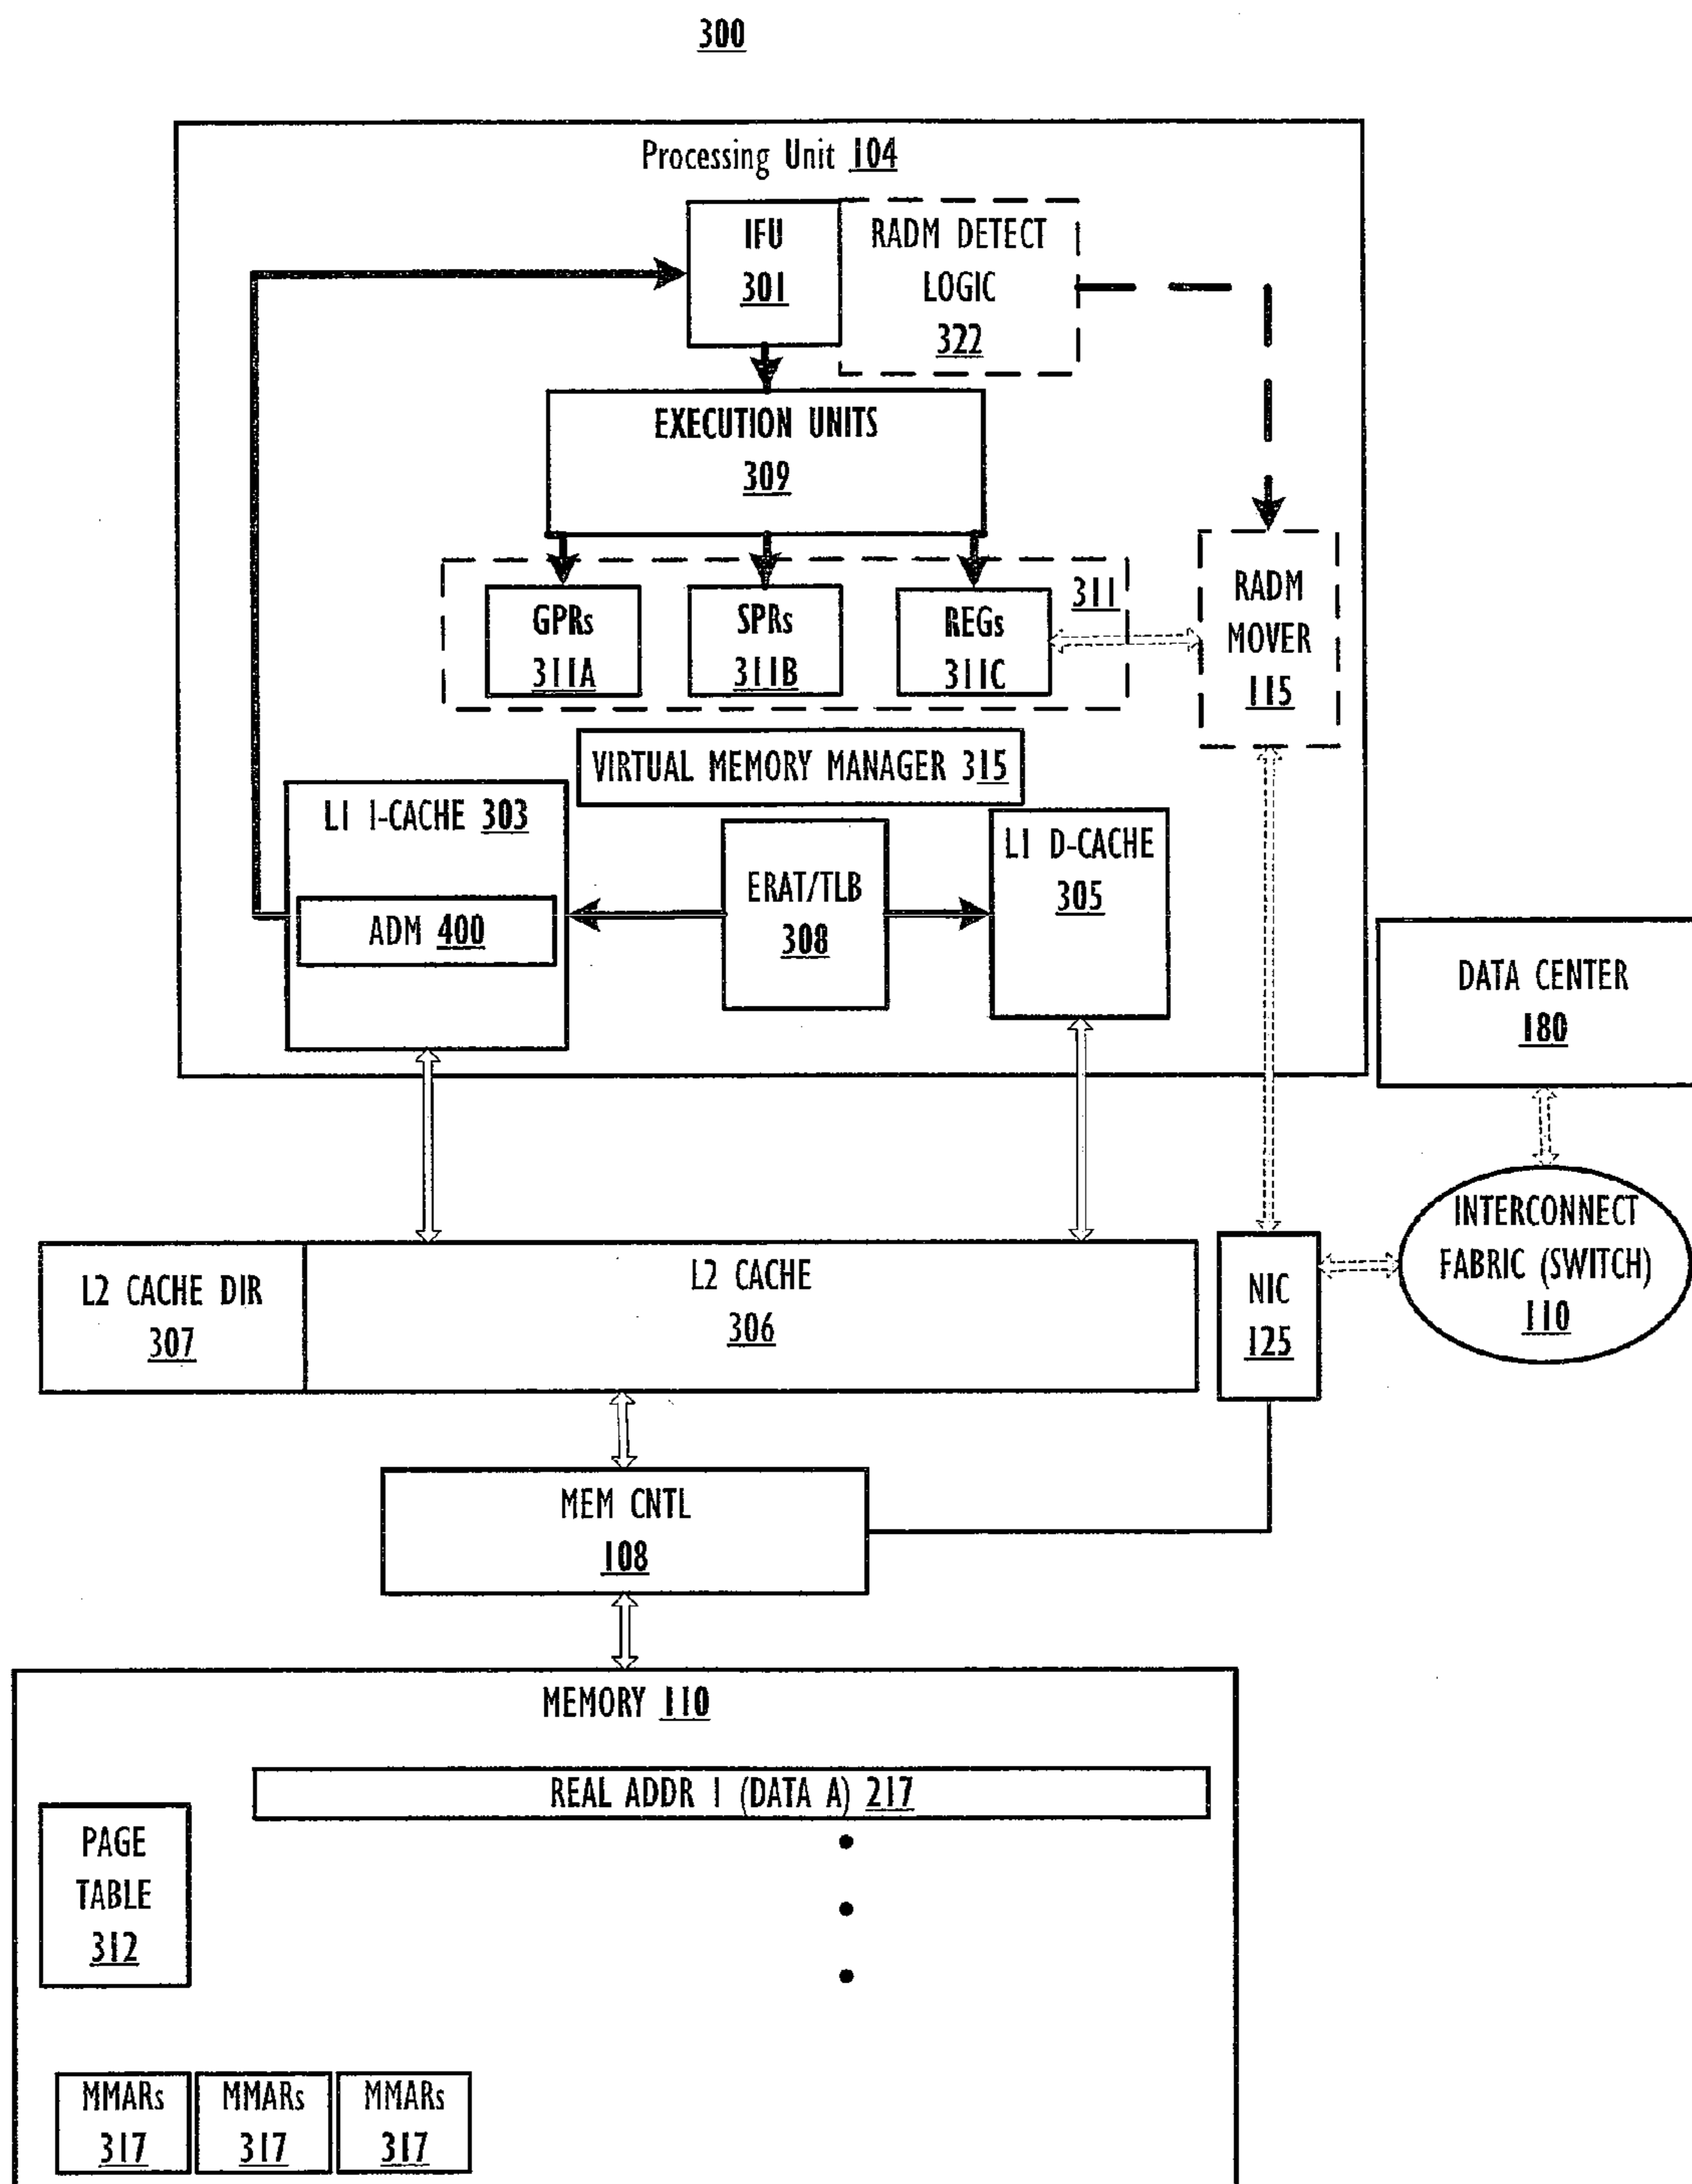 300
Processing Unit 104
IFU
301
RADM DETECT
LOGIC
322
EXECUTION UNITS
309
311
GPRs
311A
SPRs
311B
REGs
311C
RADM
MOVER
115
VIRTUAL MEMORY MANAGER 315
L1 I-CACHE 303
ADM 400
ERAT/TLB
308
L1 D-CACHE
305
DATA CENTER
180
INTERCONNECT
FABRIC (SWITCH)
110
L2 CACHE DIR
307
L2 CACHE
306
NIC
125
MEM CNTL
108
MEMORY 110
REAL ADDR 1 (DATA A) 217
PAGE
TABLE
312
MMARs
317
MMARs
317
MMARs
317